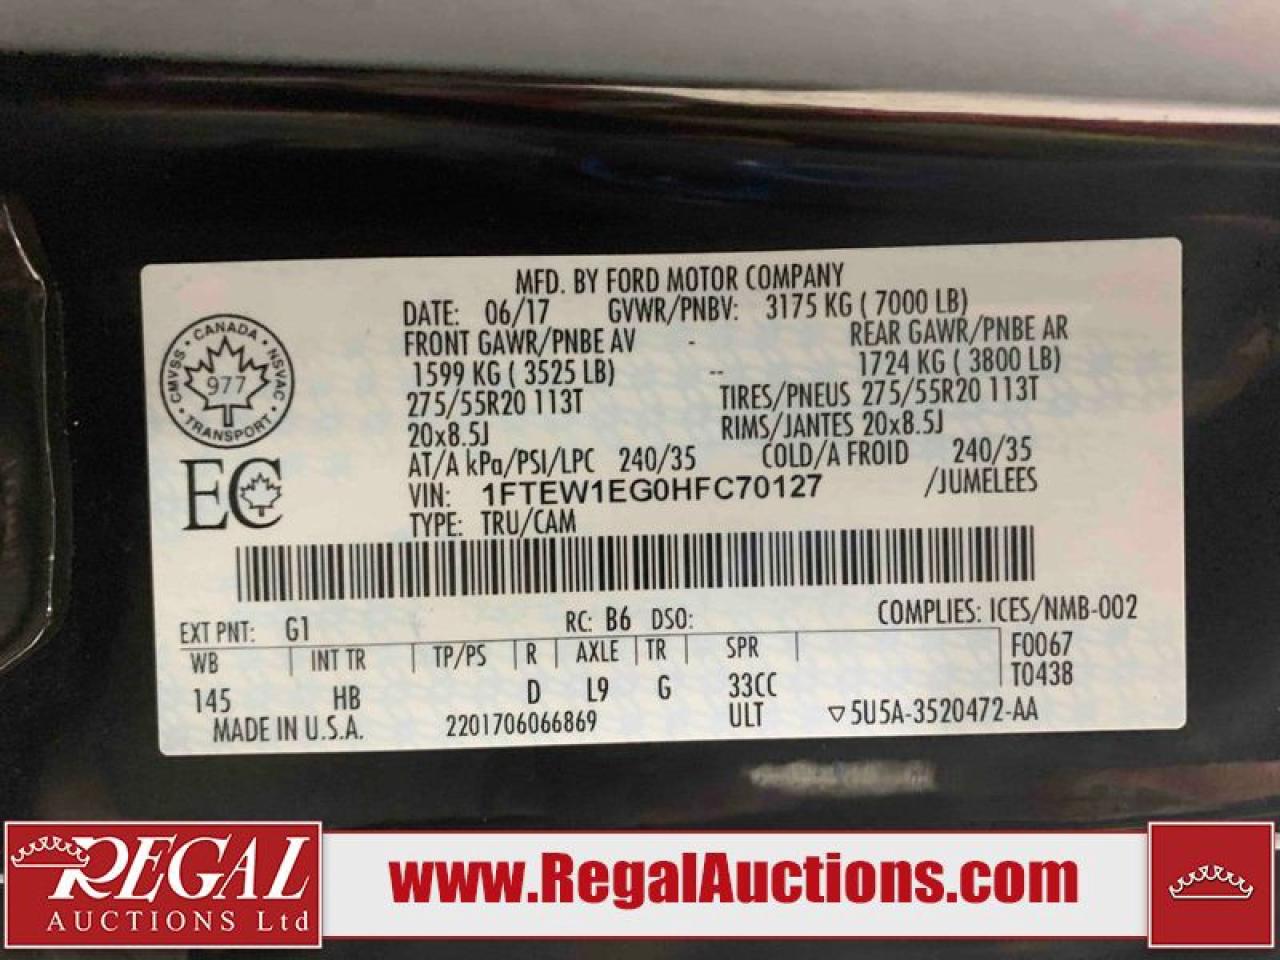 MFD. BY FORD MOTOR COMPANY
DATE: 06/17 GVWR/PNBV: 3175 KG ( 7000 LB)
FRONT GAWR/PNBE AV - REAR GAWR/PNBE AR
1599 KG ( 3525 LB) -- 1724 KG ( 3800 LB)
275/55R20 113T TIRES/PNEUS 275/55R20 113T
20x8.5J RIMS/JANTES 20x8.5J
AT/A kPa/PSI/LPC 240/35 COLD/A FROID 240/35
VIN: 1FTEW1EG0HFC70127 /JUMELEES
TYPE: TRU/CAM
CANADA
CMVSS NSVAC
977
TRANSPORT
EC
EXT PNT: G1 RC: B6 DSO: COMPLIES: ICES/NMB-002
WB INT TR TP/PS R AXLE TR SPR F0067
145 HB D L9 G 33CC T0438
MADE IN U.S.A. 2201706066869 ULT ▽5U5A-3520472-AA
REGAL
AUCTIONS Ltd
www.RegalAuctions.com